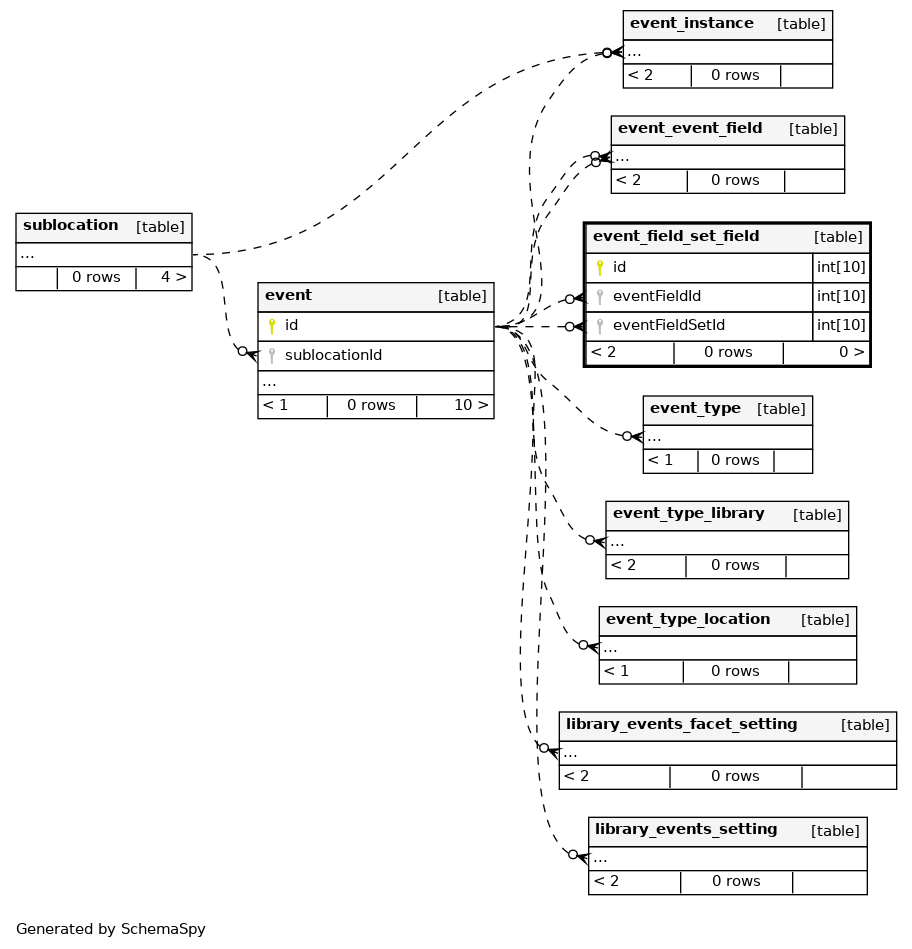 event_instance [table]
...
< 2 0 rows
event_event_field [table]
...
< 2 0 rows
sublocation [table]
...
0 rows 4 >
event_field_set_field [table]
id int[10]
eventFieldId int[10]
eventFieldSetId int[10]
< 2 0 rows 0 >
event [table]
id
sublocationId
...
< 1 0 rows 10 >
event_type [table]
...
< 1 0 rows
event_type_library [table]
...
< 2 0 rows
event_type_location [table]
...
< 1 0 rows
library_events_facet_setting [table]
...
< 2 0 rows
library_events_setting [table]
...
< 2 0 rows
Generated by SchemaSpy